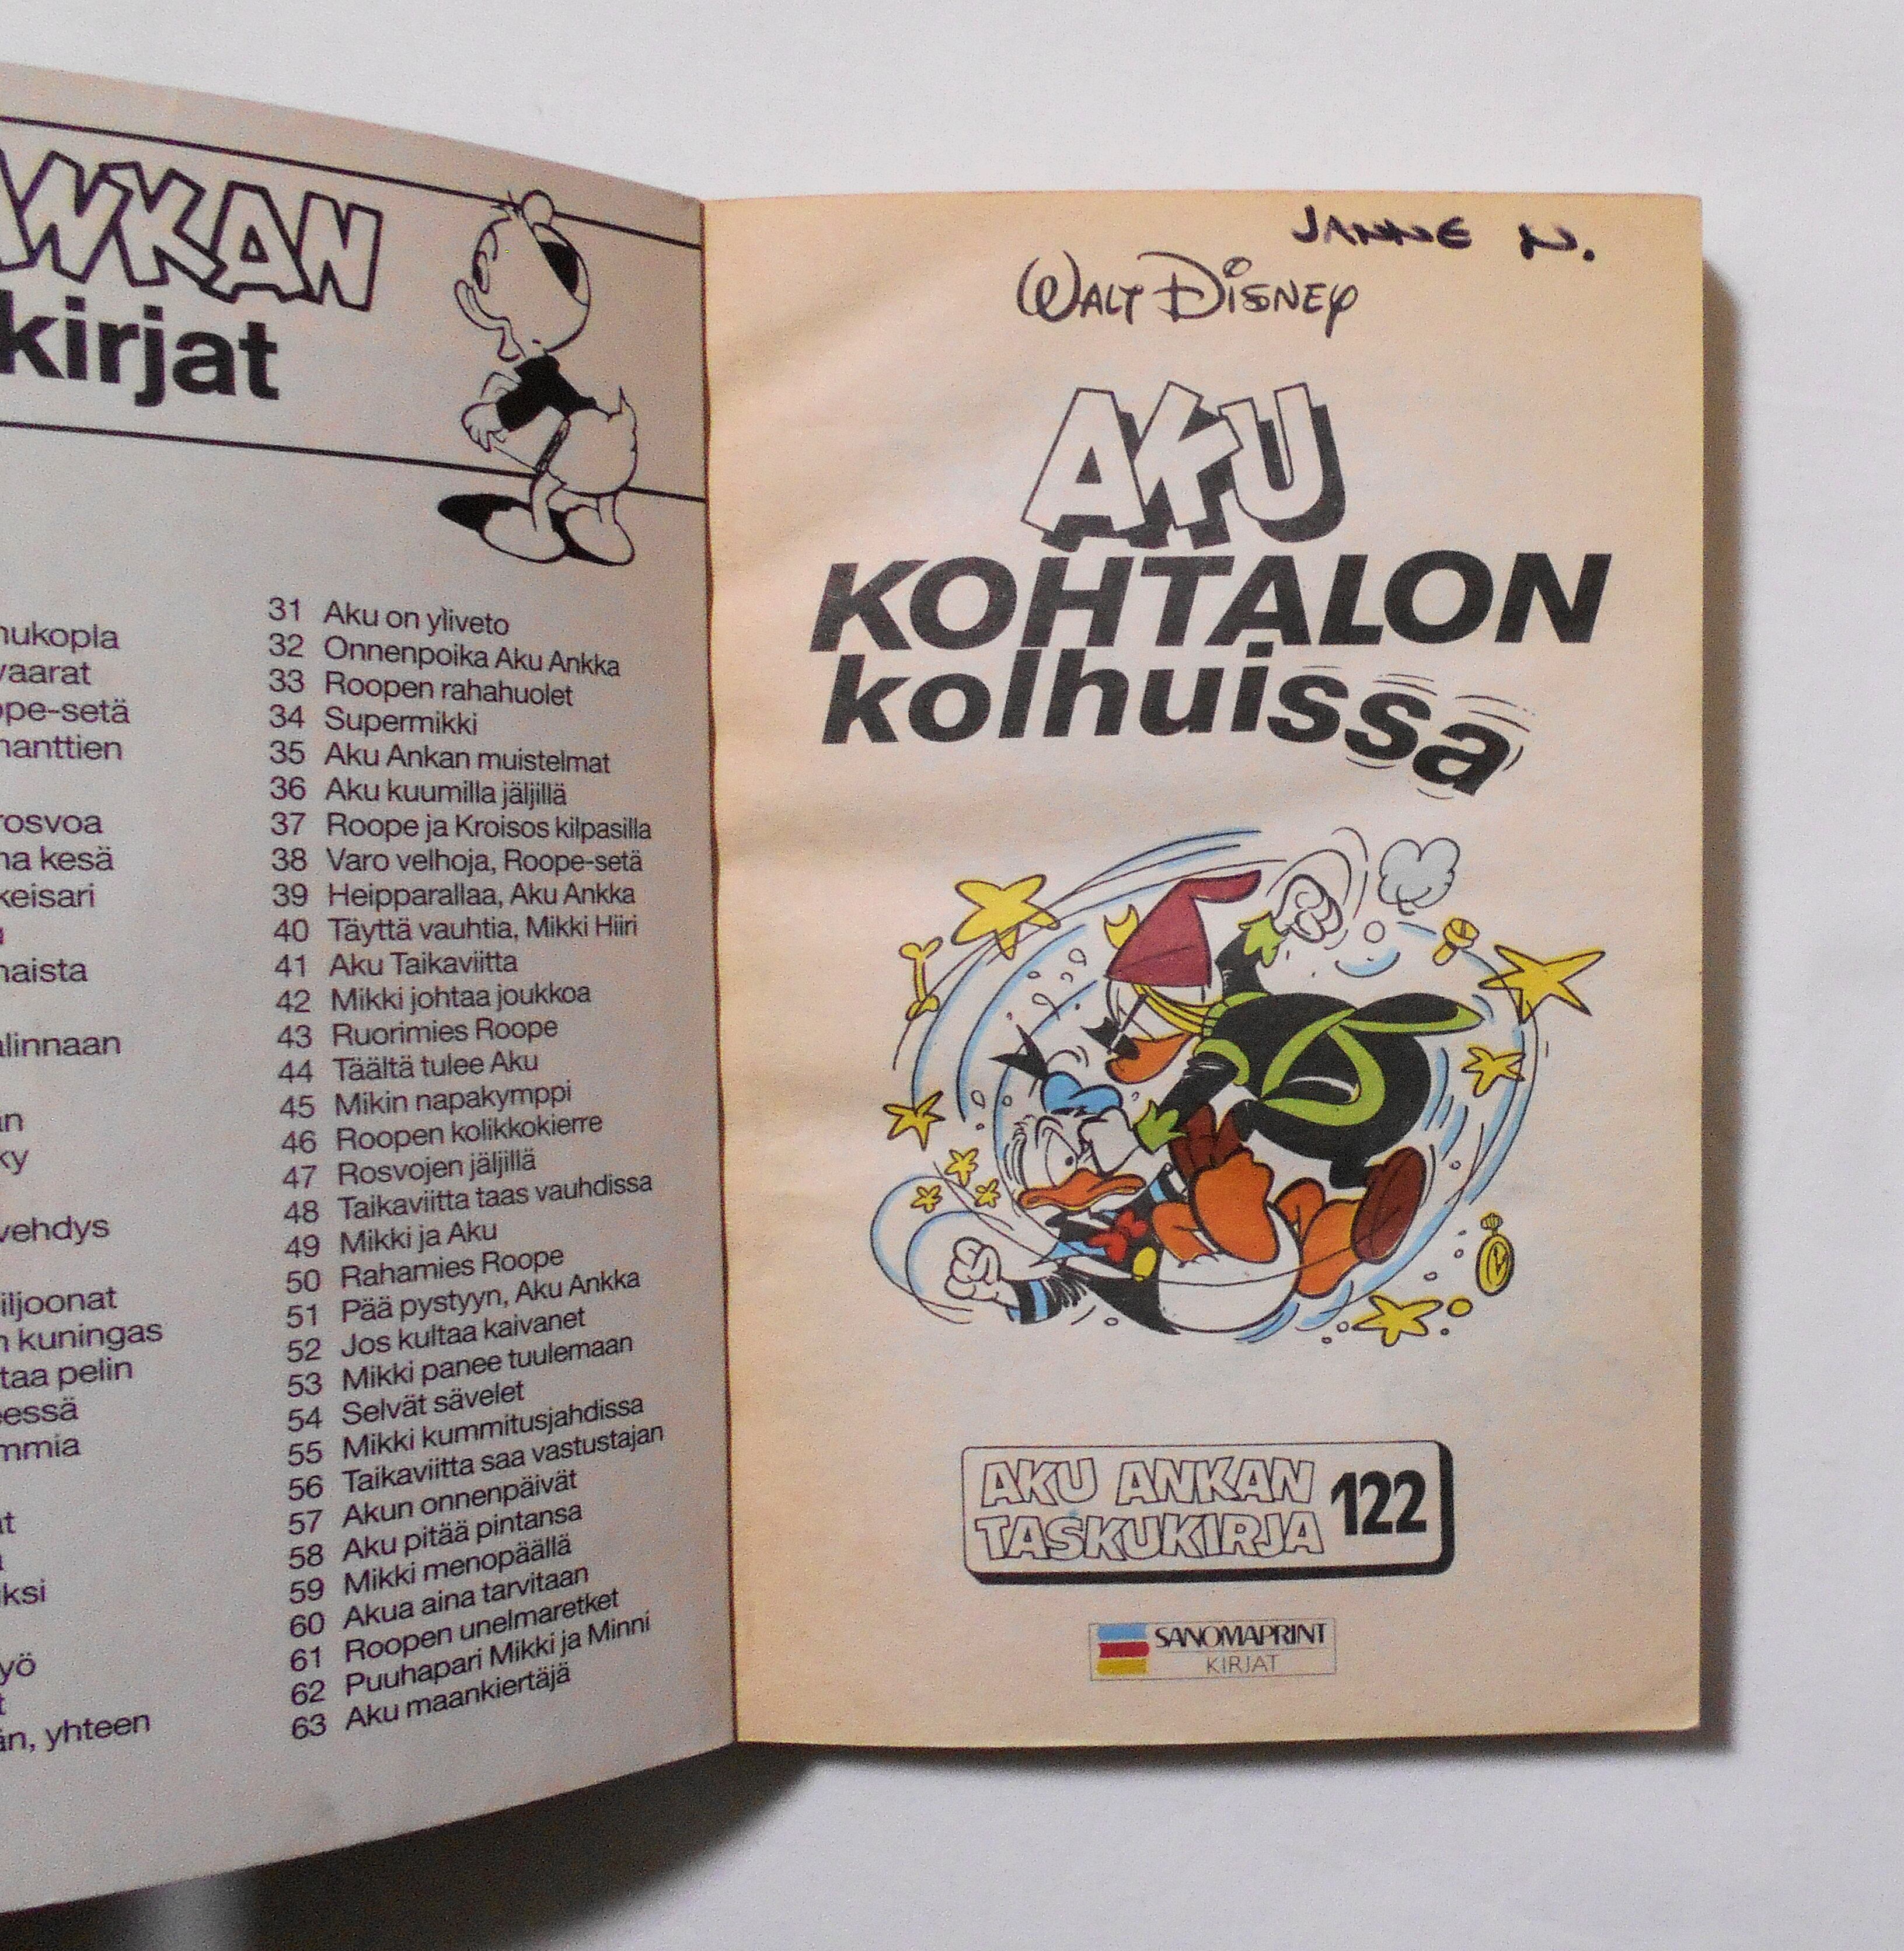 ANKAN
kirjat
vaarat
kesä
keisari
kuningas
pelin
yhteen
31 Aku on yliveto
32 Onnenpoika Aku Ankka
33 Roopen rahahuolet
34 Supermikki
35 Aku Ankan muistelmat
36 Aku kuumilla jäljillä
37 Roope ja Kroisos kilpasilla
38 Varo velhoja, Roope-setä
39 Heipparallaa, Aku Ankka
40 Täyttä vauhtia, Mikki Hiiri
41 Aku Taikaviitta
42 Mikki johtaa joukkoa
43 Ruorimies Roope
44 Täältä tulee Aku
45 Mikin napakymppi
46 Roopen kolikkokierre
47 Rosvojen jäljillä
48 Taikaviitta taas vauhdissa
49 Mikki ja Aku
50 Rahamies Roope
51 Pää pystyyn, Aku Ankka
52 Jos kultaa kaivanet
53 Mikki panee tuulemaan
54 Selvät sävelet
55 Mikki kummitusjahdissa
56 Taikaviitta saa vastustajan
57 Akun onnenpäivät
58 Aku pitää pintansa
59 Mikki menopäällä
60 Akua aina tarvitaan
61 Roopen unelmaretket
62 Puuhapari Mikki ja Minni
63 Aku maankiertäjä
JANNE N.
WALT DISNEY
AKU
KOHTALON
kolhuissa
AKU ANKAN
TASKUKIRJA 122
SANOMAPRINT
KIRJAT